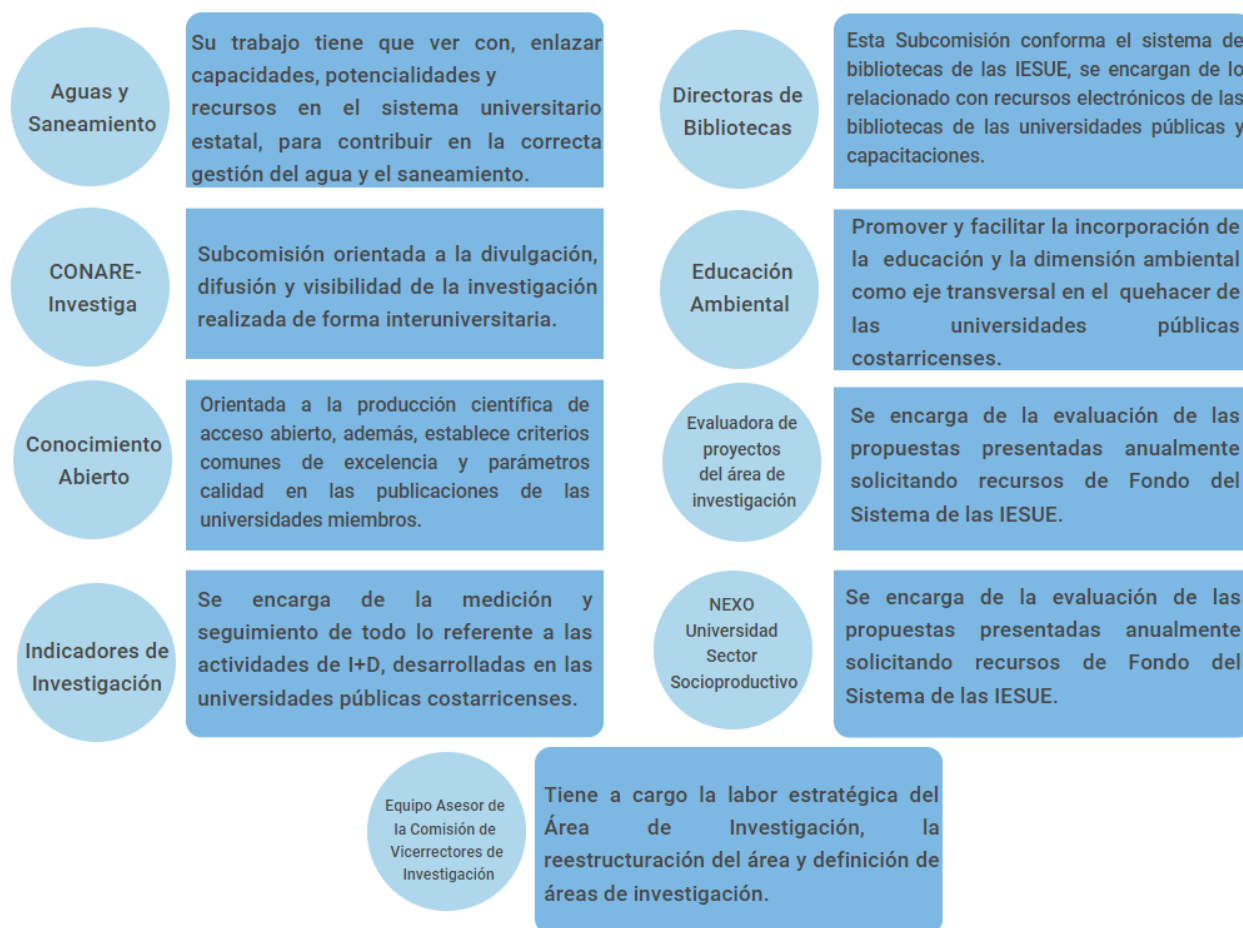 Aguas y
Saneamiento
Su trabajo tiene que ver con, enlazar
capacidades, potencialidades y
recursos en el sistema universitario
estatal, para contribuir en la correcta
gestión del agua y el saneamiento.
Directoras de
Bibliotecas
Esta Subcomisión conforma el sistema de
bibliotecas de las IESUE, se encargan de lo
relacionado con recursos electrónicos de las
bibliotecas de las universidades públicas y
capacitaciones.
CONARE-
Investiga
Subcomisión orientada a la divulgación,
difusión y visibilidad de la investigación
realizada de forma interuniversitaria.
Educación
Ambiental
Promover y facilitar la incorporación de
la educación y la dimensión ambiental
como eje transversal en el quehacer de
las universidades públicas
costarricenses.
Conocimiento
Abierto
Orientada a la producción científica de
acceso abierto, además, establece criterios
comunes de excelencia y parámetros
calidad en las publicaciones de las
universidades miembros.
Evaluadora de
proyectos
del área de
investigación
Se encarga de la evaluación de las
propuestas presentadas anualmente
solicitando recursos de Fondo del
Sistema de las IESUE.
Indicadores de
Investigación
Se encarga de la medición y
seguimiento de todo lo referente a las
actividades de I+D, desarrolladas en las
universidades públicas costarricenses.
NEXO
Universidad
Sector
Socioproductivo
Se encarga de la evaluación de las
propuestas presentadas anualmente
solicitando recursos de Fondo del
Sistema de las IESUE.
Equipo Asesor de
la Comisión de
Vicerrectores de
Investigación
Tiene a cargo la labor estratégica del
Área de Investigación, la
reestructuración del área y definición de
áreas de investigación.